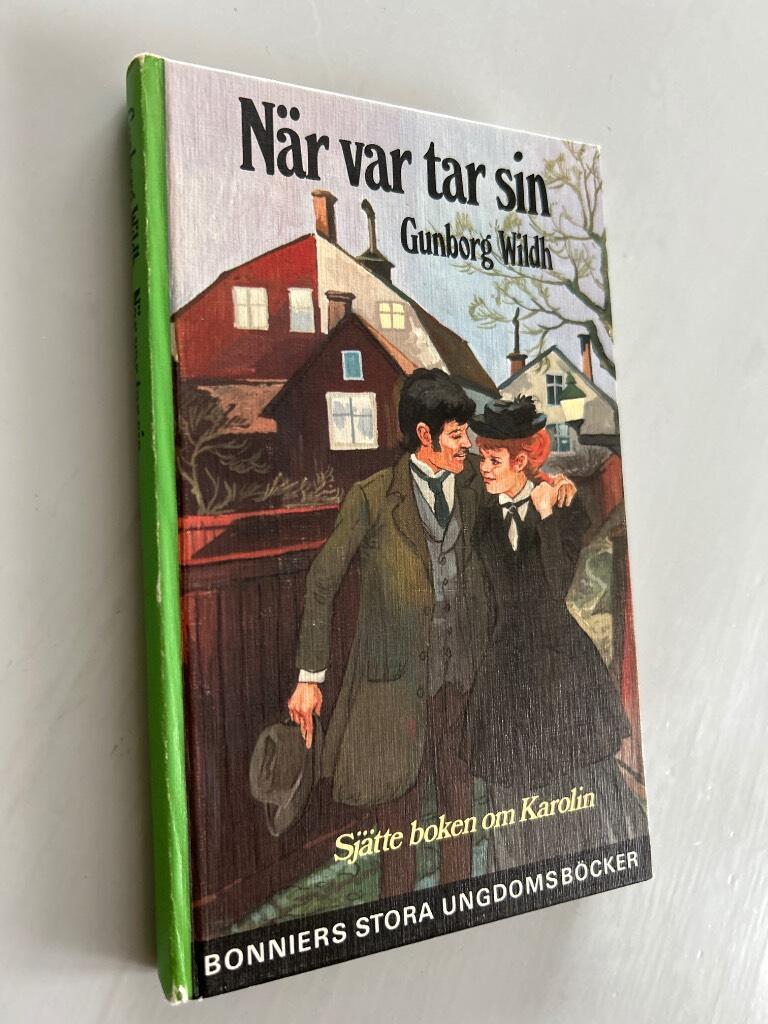 När var tar sin
Gunborg Wildh
Sjätte boken om Karolin
BONNIERS STORA UNGDOMSBÖCKER